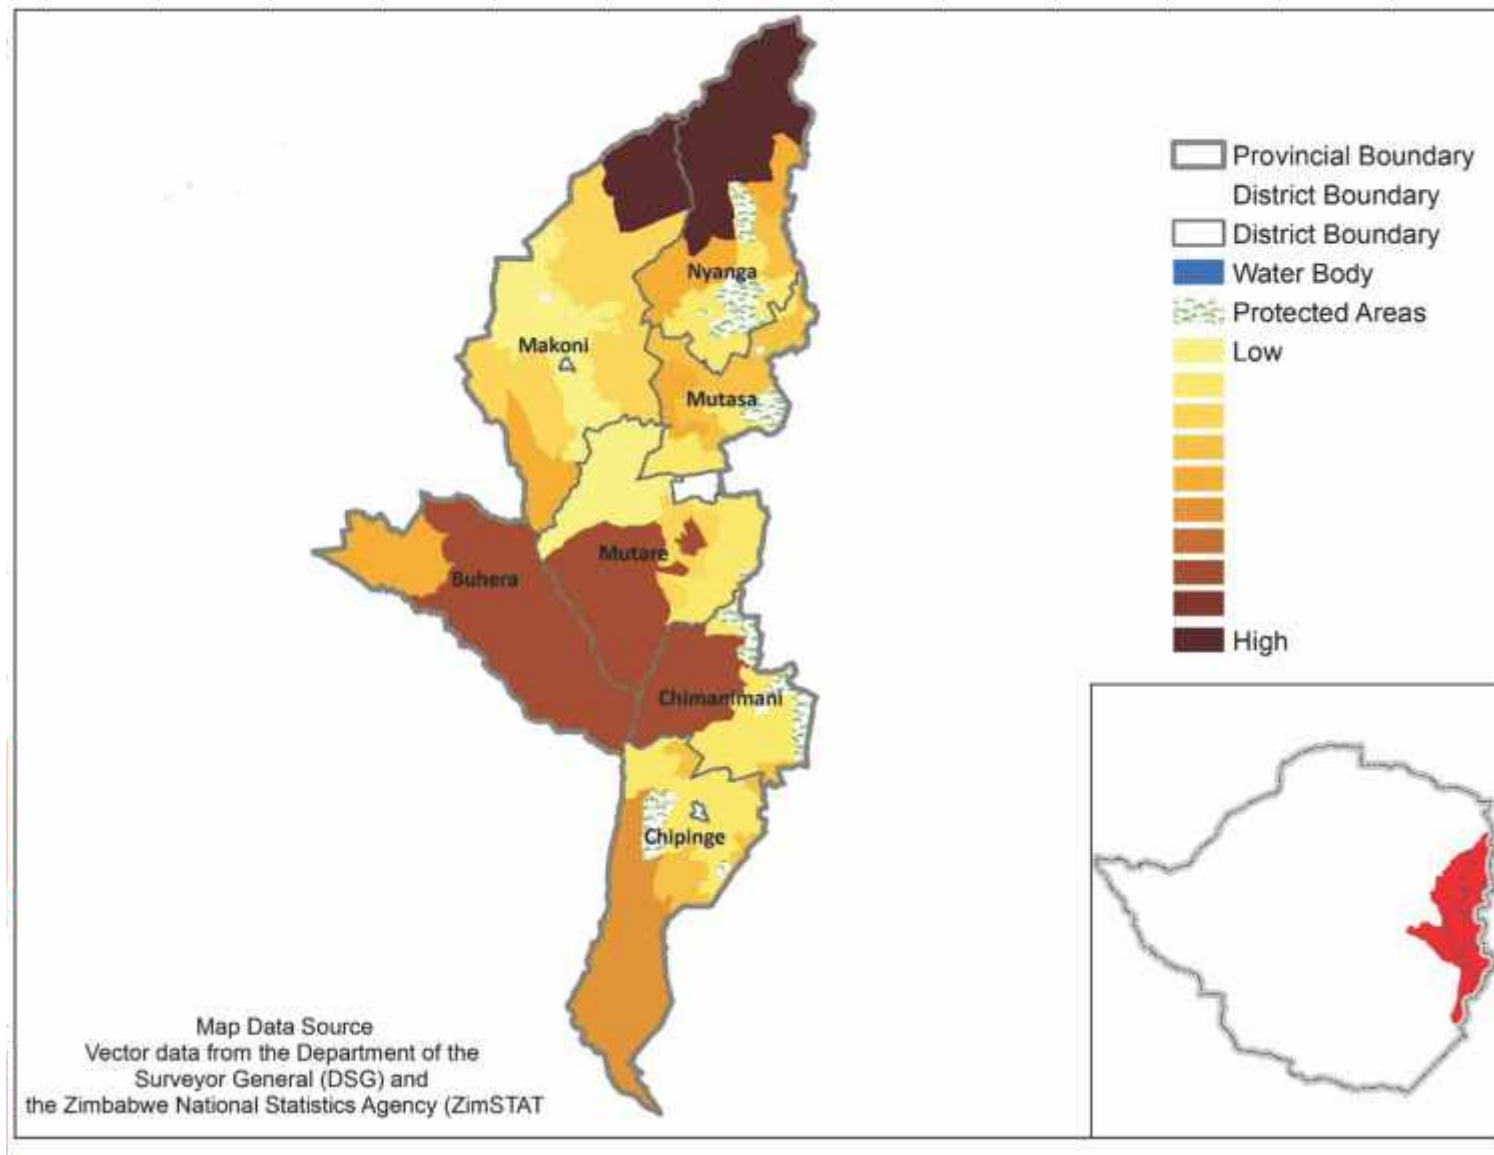 Provincial Boundary
District Boundary
District Boundary
Water Body
Protected Areas
Low
High
Nyanga
Makoni
Mutasa
Mutare
Buhera
Chimanimani
Chipinge
Map Data Source
Vector data from the Department of the
Surveyor General (DSG) and
the Zimbabwe National Statistics Agency (ZimSTAT